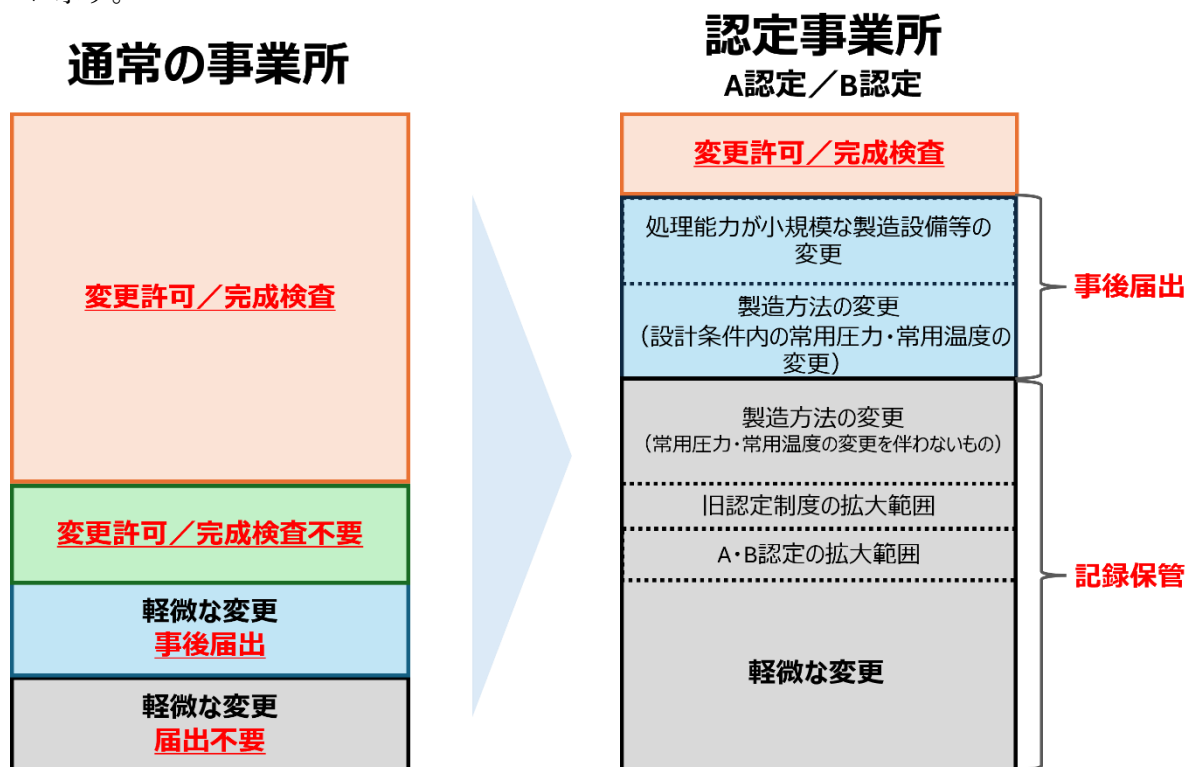 通常の事業所
変更許可／完成検査
変更許可／完成検査不要
軽微な変更
事後届出
軽微な変更
届出不要
認定事業所
A認定／B認定
変更許可／完成検査
処理能力が小規模な製造設備等の
変更
製造方法の変更
（設計条件内の常用圧力・常用温度の
変更）
事後届出
製造方法の変更
（常用圧力・常用温度の変更を伴わないもの）
旧認定制度の拡大範囲
A・B認定の拡大範囲
軽微な変更
記録保管